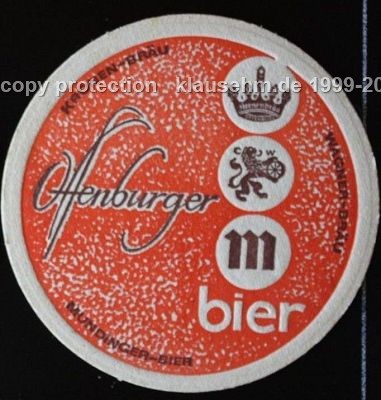 copy protection - klausehm.de 1999-20
KRONEN-BRÄU
WAGNER-BRÄU
Offenburger
W
m
bier
MUNDINGER-BIER